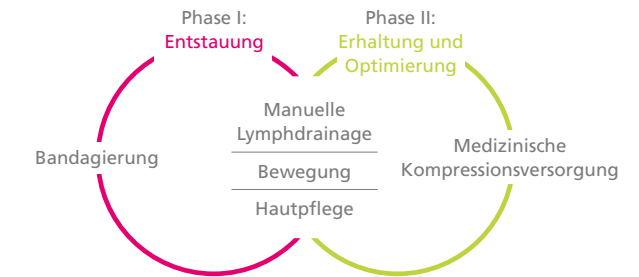 Phase I:
Entstauung
Phase II:
Erhaltung und
Optimierung
Manuelle
Lymphdrainage
Bandagierung
Bewegung
Medizinische
Kompressionsversorgung
Hautpflege